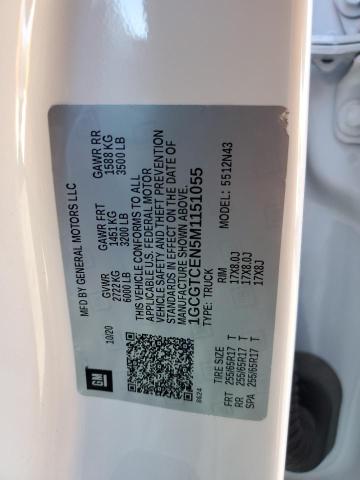 MFD BY GENERAL MOTORS LLC
10/20
GVWR GAWR FRT GAWR RR
2722 KG 1451 KG 1588 KG
6000 LB 3200 LB 3500 LB
THIS VEHICLE CONFORMS TO ALL
APPLICABLE U.S. FEDERAL MOTOR
VEHICLE SAFETY AND THEFT PREVENTION
STANDARDS IN EFFECT ON THE DATE OF
MANUFACTURE SHOWN ABOVE.
1GCGTCEN5M1151055
TYPE: TRUCK MODEL: 5512N43
GM
8624
TIRE SIZE RIM
FRT 255/65R17 T 17X8.0J
RR 255/65R17 T 17X8.0J
SPA 255/65R17 T 17X8J